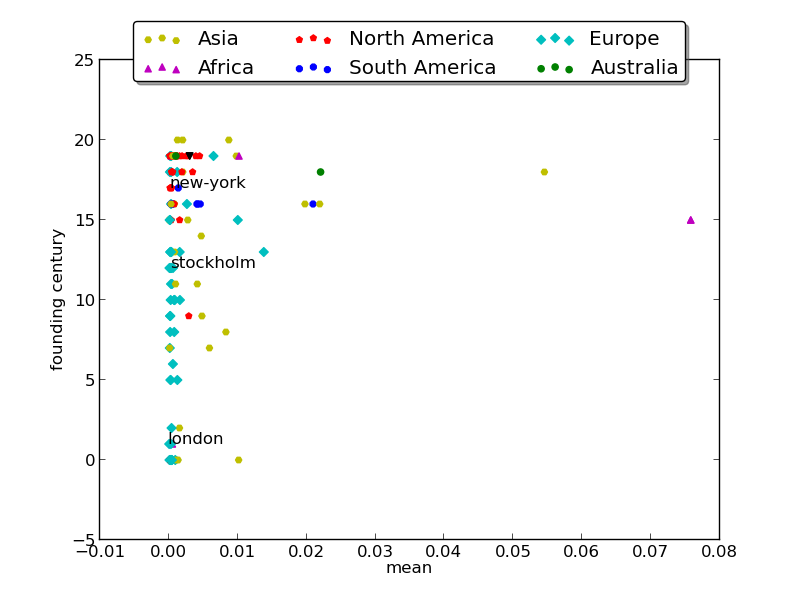 Asia North America Europe
Africa South America Australia
25
20
15
10
5
0
−5
founding century
new-york
stockholm
london
−0.01 0.00 0.01 0.02 0.03 0.04 0.05 0.06 0.07 0.08
mean